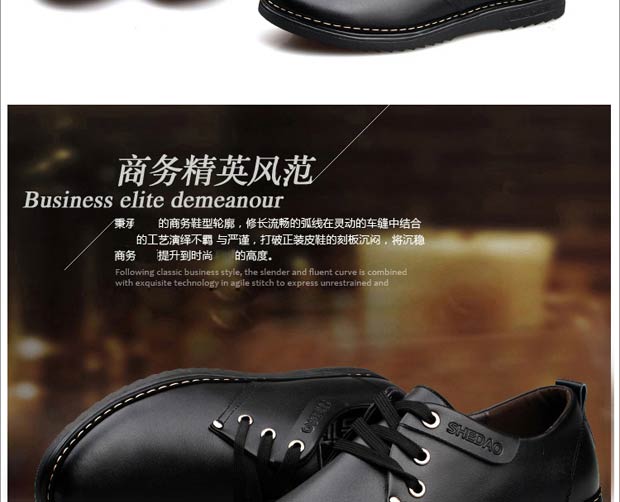 商务精英风范
Business elite demeanour
秉承 的商务鞋型轮廓，修长流畅的弧线在灵动的车缝中结合
的工艺演绎不羁 与严谨，打破正装皮鞋的刻板沉闷，将沉稳
商务 提升到时尚 的高度。
Following classic business style, the slender and fluent curve is combined
with exquisite technology in agile stitch to express unrestrained and
SHEDAO
SHEDAO